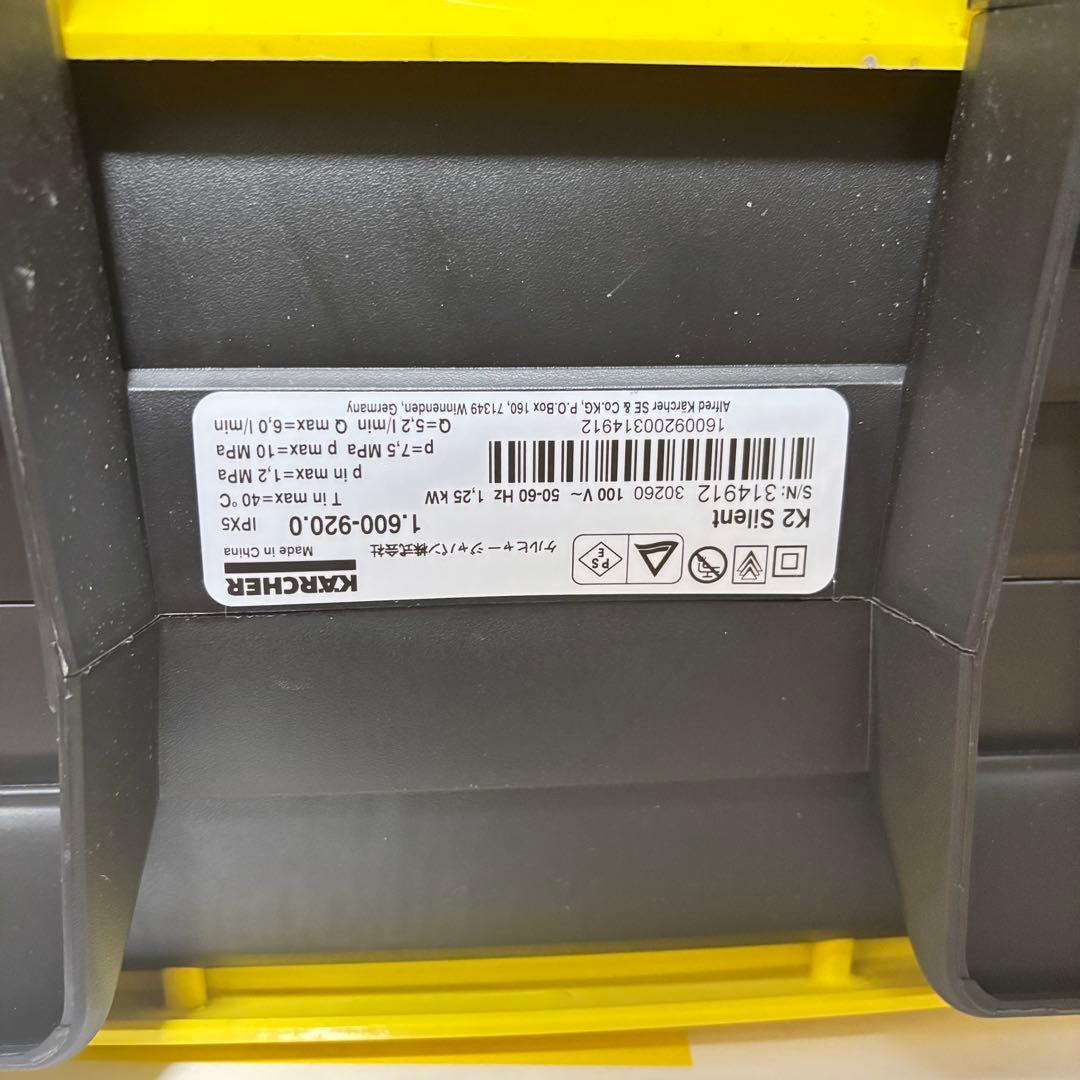 KÄRCHER
Made in China
ケルヒャージャパン株式会社
PS
E
K2 Silent
1.600-920.0
IPX5
S/N: 314912 30260 100 V ~ 50-60 Hz 1,25 kW
T in max=40°C
p in max=1,2 MPa
p=7,5 MPa p max=10 MPa
Q=5.2 l/min Q max=6,0 l/min
16009200314912
Alfred Kärcher SE & Co.KG, P.O.Box 160, 71349 Winnenden, Germany